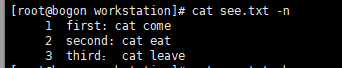 [root@bogon workstation]# cat see.txt -n
1 first: cat come
2 second: cat eat
3 third： cat leave